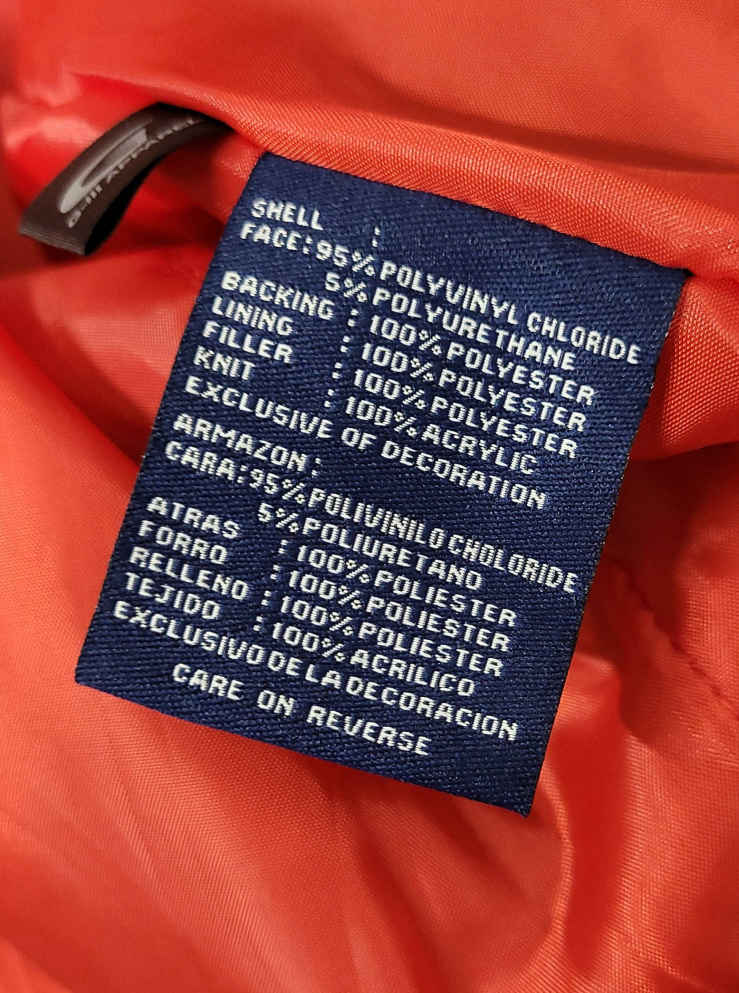 G-III APPAREL
SHELL :
FACE: 95% POLYVINYL CHLORIDE
5% POLYURETHANE
BACKING : 100% POLYESTER
LINING : 100% POLYESTER
FILLER : 100% POLYESTER
KNIT : 100% ACRYLIC
EXCLUSIVE OF DECORATION
ARMAZON:
CARA: 95% POLIVINILO CHOLORIDE
5% POLIURETANO
ATRAS : 100% POLIESTER
FORRO : 100% POLIESTER
RELLENO : 100% POLIESTER
TEJIDO : 100% ACRILICO
EXCLUSIVO DE LA DECORACION
CARE ON REVERSE